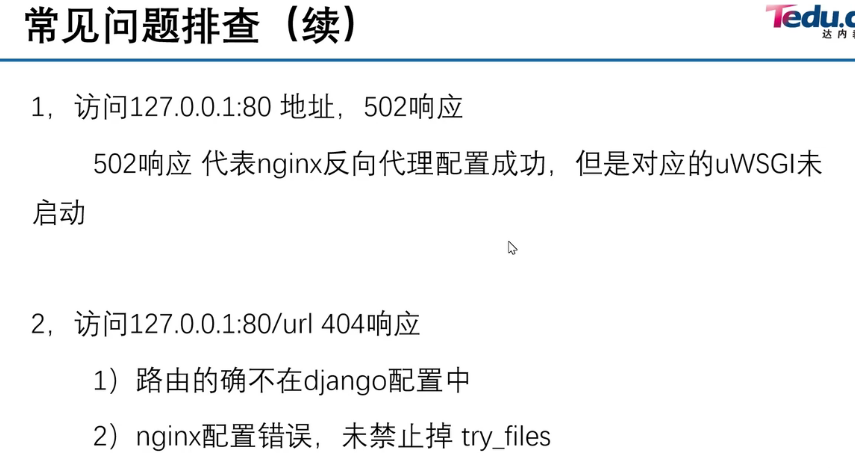 常见问题排查（续）
Tedu.c
达内教
1，访问127.0.0.1:80 地址，502响应
502响应 代表nginx反向代理配置成功，但是对应的uWSGI未
启动
2，访问127.0.0.1:80/url 404响应
1）路由的确不在django配置中
2）nginx配置错误，未禁止掉 try_files